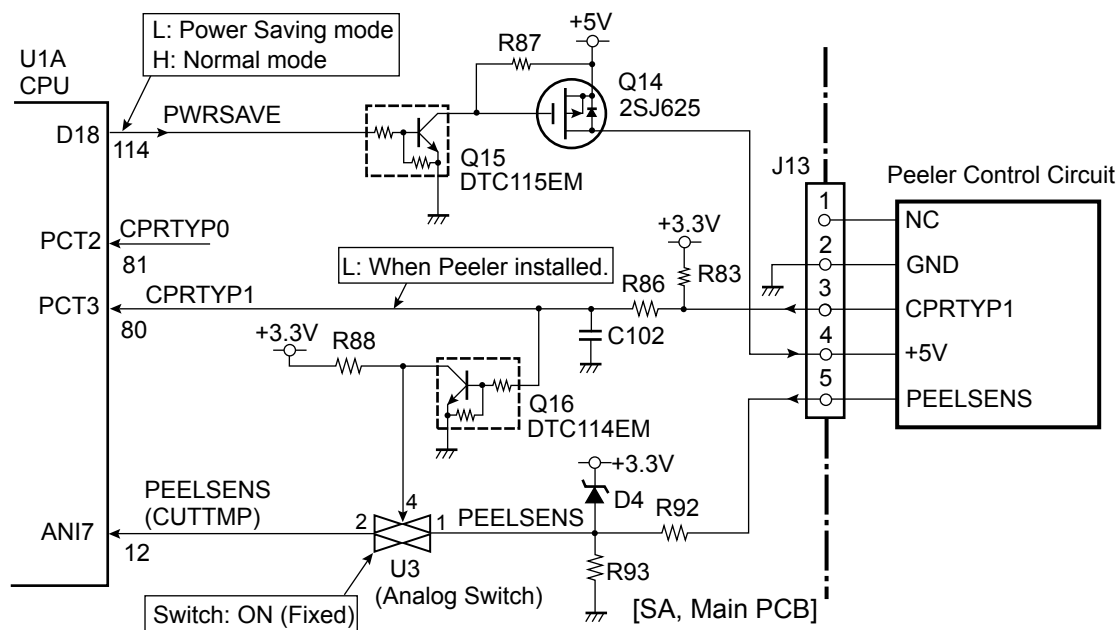 L: Power Saving mode
H: Normal mode
U1A
CPU
D18
114
PWRSAVE
R87
+5V
Q14
2SJ625
Q15
DTC115EM
J13
Peeler Control Circuit
PCT2
CPRTYP0
81
L: When Peeler installed.
PCT3
CPRTYP1
80
+3.3V
R83
R86
C102
+3.3V
R88
Q16
DTC114EM
1
NC
2
GND
3
CPRTYP1
4
+5V
5
PEELSENS
+3.3V
D4
PEELSENS
(CUTTMP)
ANI7
12
2
4
1
PEELSENS
R92
R93
U3
(Analog Switch)
Switch: ON (Fixed)
[SA, Main PCB]